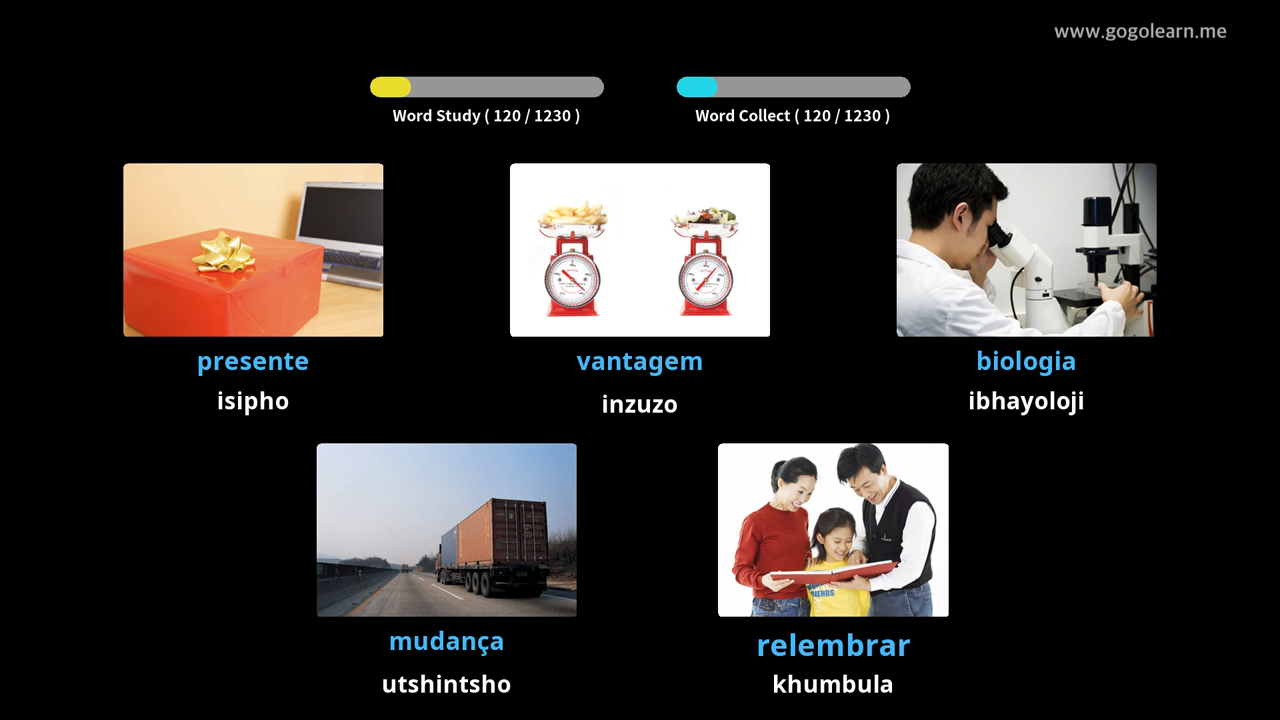 www.gogolearn.me
Word Study ( 120 / 1230 )
Word Collect ( 120 / 1230 )
presente
isipho
vantagem
inzuzo
biologia
ibhayoloji
mudança
utshintsho
relembrar
khumbula